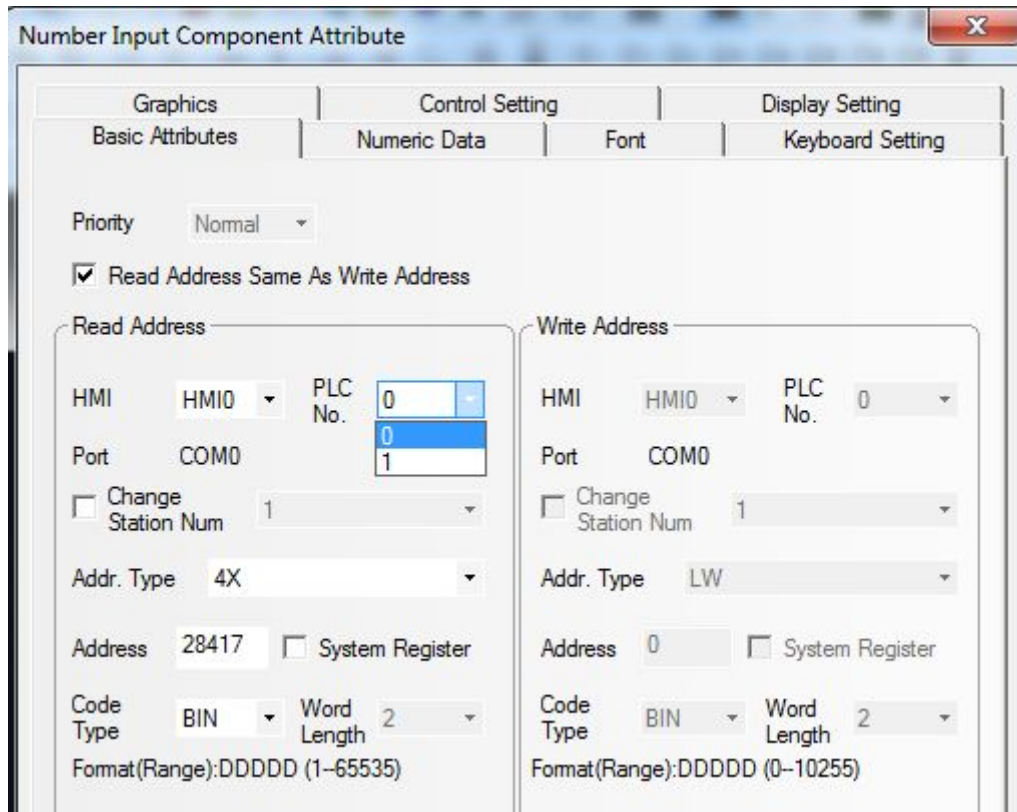 Number Input Component Attribute
X
Graphics Control Setting Display Setting
Basic Attributes Numeric Data Font Keyboard Setting
Priority Normal
Read Address Same As Write Address
Read Address
HMI HMI0 PLC No. 0
0
1
Port COM0
Change Station Num 1
Addr. Type 4X
Address 28417 System Register
Code Type BIN Word Length 2
Format(Range):DDDDD (1--65535)
Write Address
HMI HMI0 PLC No. 0
Port COM0
Change Station Num 1
Addr. Type LW
Address 0 System Register
Code Type BIN Word Length 2
Format(Range):DDDDD (0--10255)